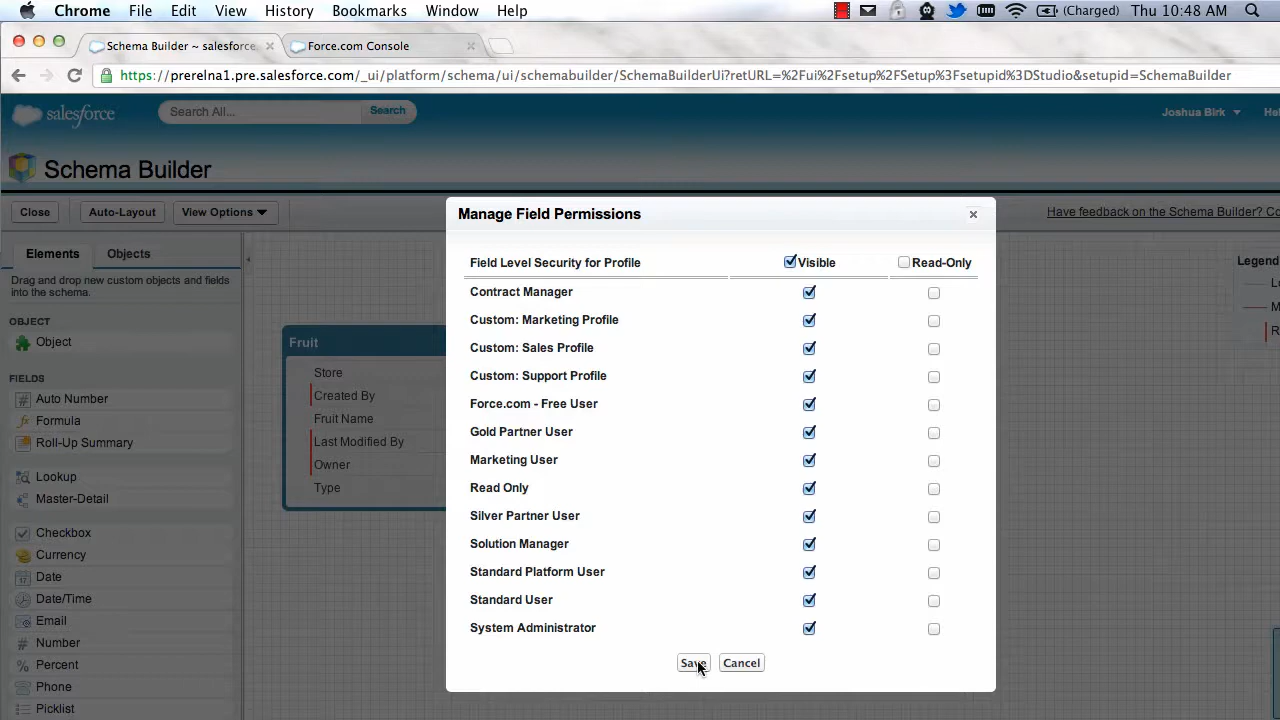 Chrome File Edit View History Bookmarks Window Help (Charged) Thu 10:48 AM
Schema Builder ~ salesforce
Force.com Console
https://prerelna1.pre.salesforce.com/_ui/platform/schema/ui/schemabuilder/SchemaBuilderUi?retURL=%2Fui%2Fsetup%2FSetup%3Fsetupid%3DStudio&setupid=SchemaBuilder
salesforce
Search All...
Search
Joshua Birk
Schema Builder
Close
Auto-Layout
View Options
Have feedback on the Schema Builder?
Elements
Objects
Drag and drop new custom objects and fields
into the schema.
OBJECT
Object
FIELDS
Auto Number
Formula
Roll-Up Summary
Lookup
Master-Detail
Checkbox
Currency
Date
Date/Time
Email
Number
Percent
Phone
Picklist
Fruit
Store
Created By
Fruit Name
Last Modified By
Owner
Type
Legend
Manage Field Permissions
Field Level Security for Profile Visible Read-Only
Contract Manager
Custom: Marketing Profile
Custom: Sales Profile
Custom: Support Profile
Force.com - Free User
Gold Partner User
Marketing User
Read Only
Silver Partner User
Solution Manager
Standard Platform User
Standard User
System Administrator
Save
Cancel